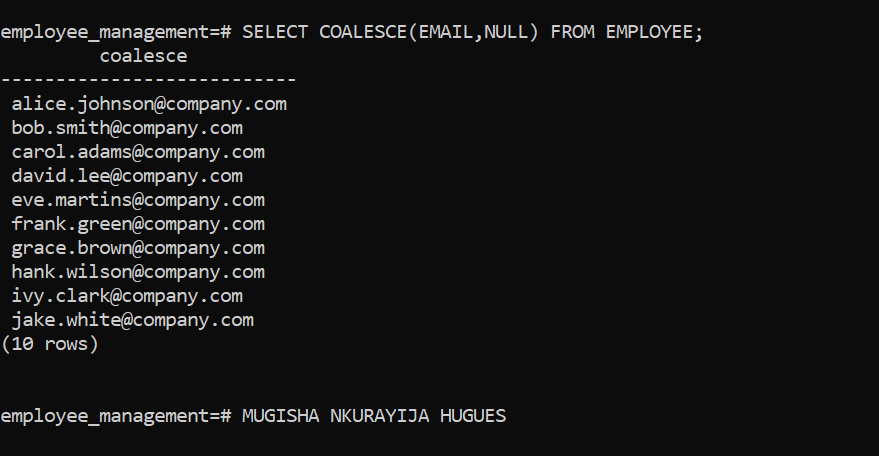 employee_management=# SELECT COALESCE(EMAIL,NULL) FROM EMPLOYEE;
         coalesce
---------------------------
 alice.johnson@company.com
 bob.smith@company.com
 carol.adams@company.com
 david.lee@company.com
 eve.martins@company.com
 frank.green@company.com
 grace.brown@company.com
 hank.wilson@company.com
 ivy.clark@company.com
 jake.white@company.com
(10 rows)
employee_management=# MUGISHA NKURAYIJA HUGUES